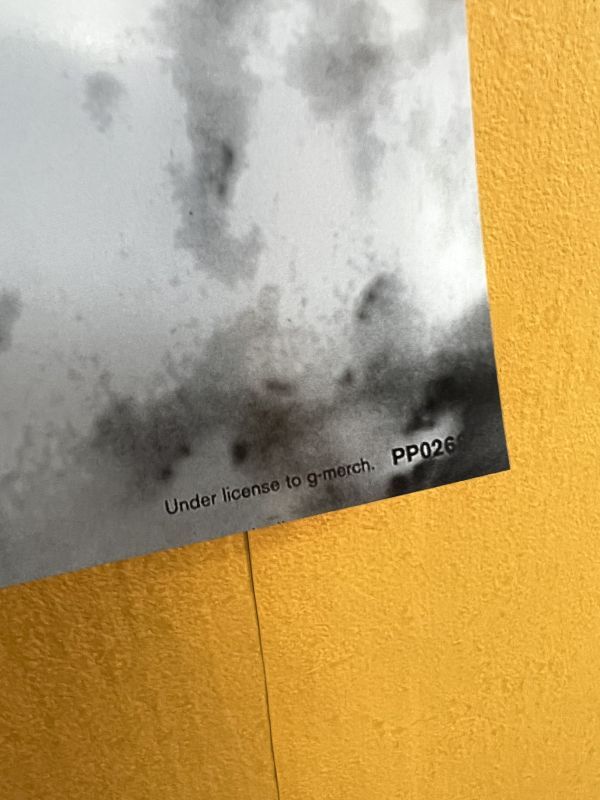 Under license to g-merch. PP026